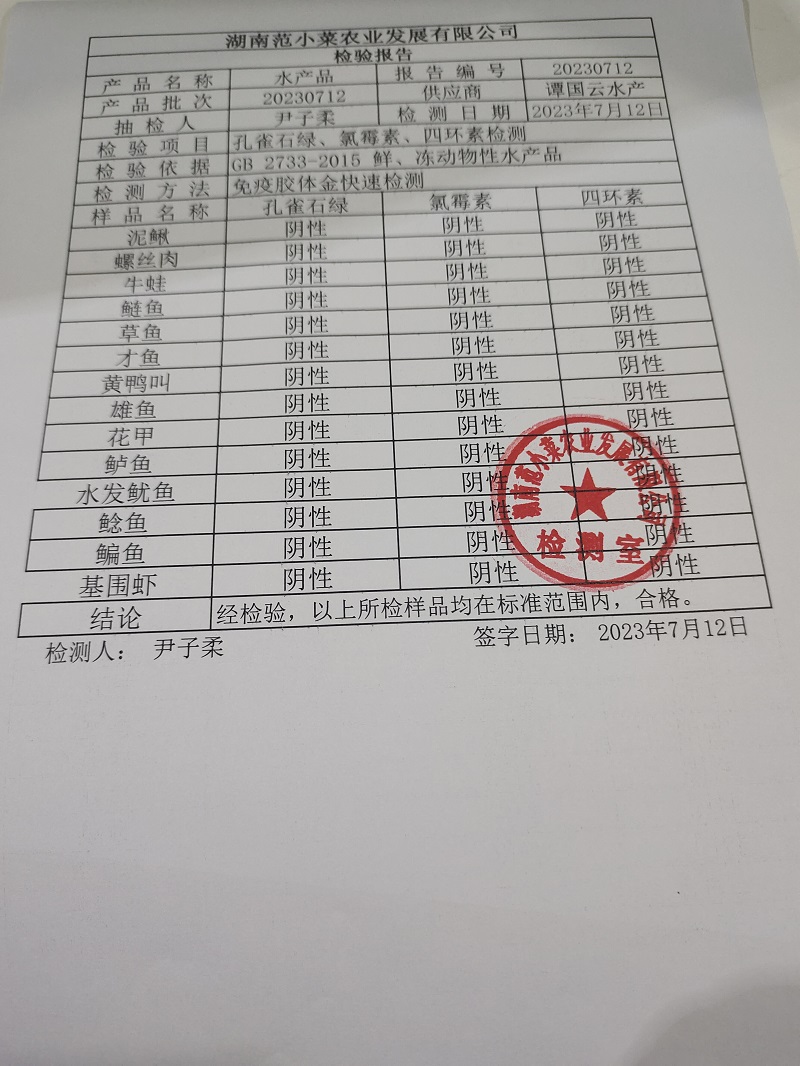 湖南范小菜农业发展有限公司
检验报告
产品名称 水产品 报告编号 20230712
产品批次 20230712 供应商 谭国云水产
抽检人 尹子柔 检测日期 2023年7月12日
检验项目 孔雀石绿、氯霉素、四环素检测
检验依据 GB 2733-2015 鲜、冻动物性水产品
检测方法 免疫胶体金快速检测
样品名称 孔雀石绿 氯霉素 四环素
泥鳅 阴性 阴性 阴性
螺丝肉 阴性 阴性 阴性
牛蛙 阴性 阴性 阴性
鲢鱼 阴性 阴性 阴性
草鱼 阴性 阴性 阴性
才鱼 阴性 阴性 阴性
黄鸭叫 阴性 阴性 阴性
雄鱼 阴性 阴性 阴性
花甲 阴性 阴性 阴性
鲈鱼 阴性 阴性 阴性
水发鱿鱼 阴性 阴性 阴性
鲶鱼 阴性 阴性 阴性
鳊鱼 阴性 阴性 阴性
基围虾 阴性 阴性 阴性
结论 经检验，以上所检样品均在标准范围内，合格。
检测人： 尹子柔 签字日期： 2023年7月12日
湖南范小菜农业发展有限公司
检测室